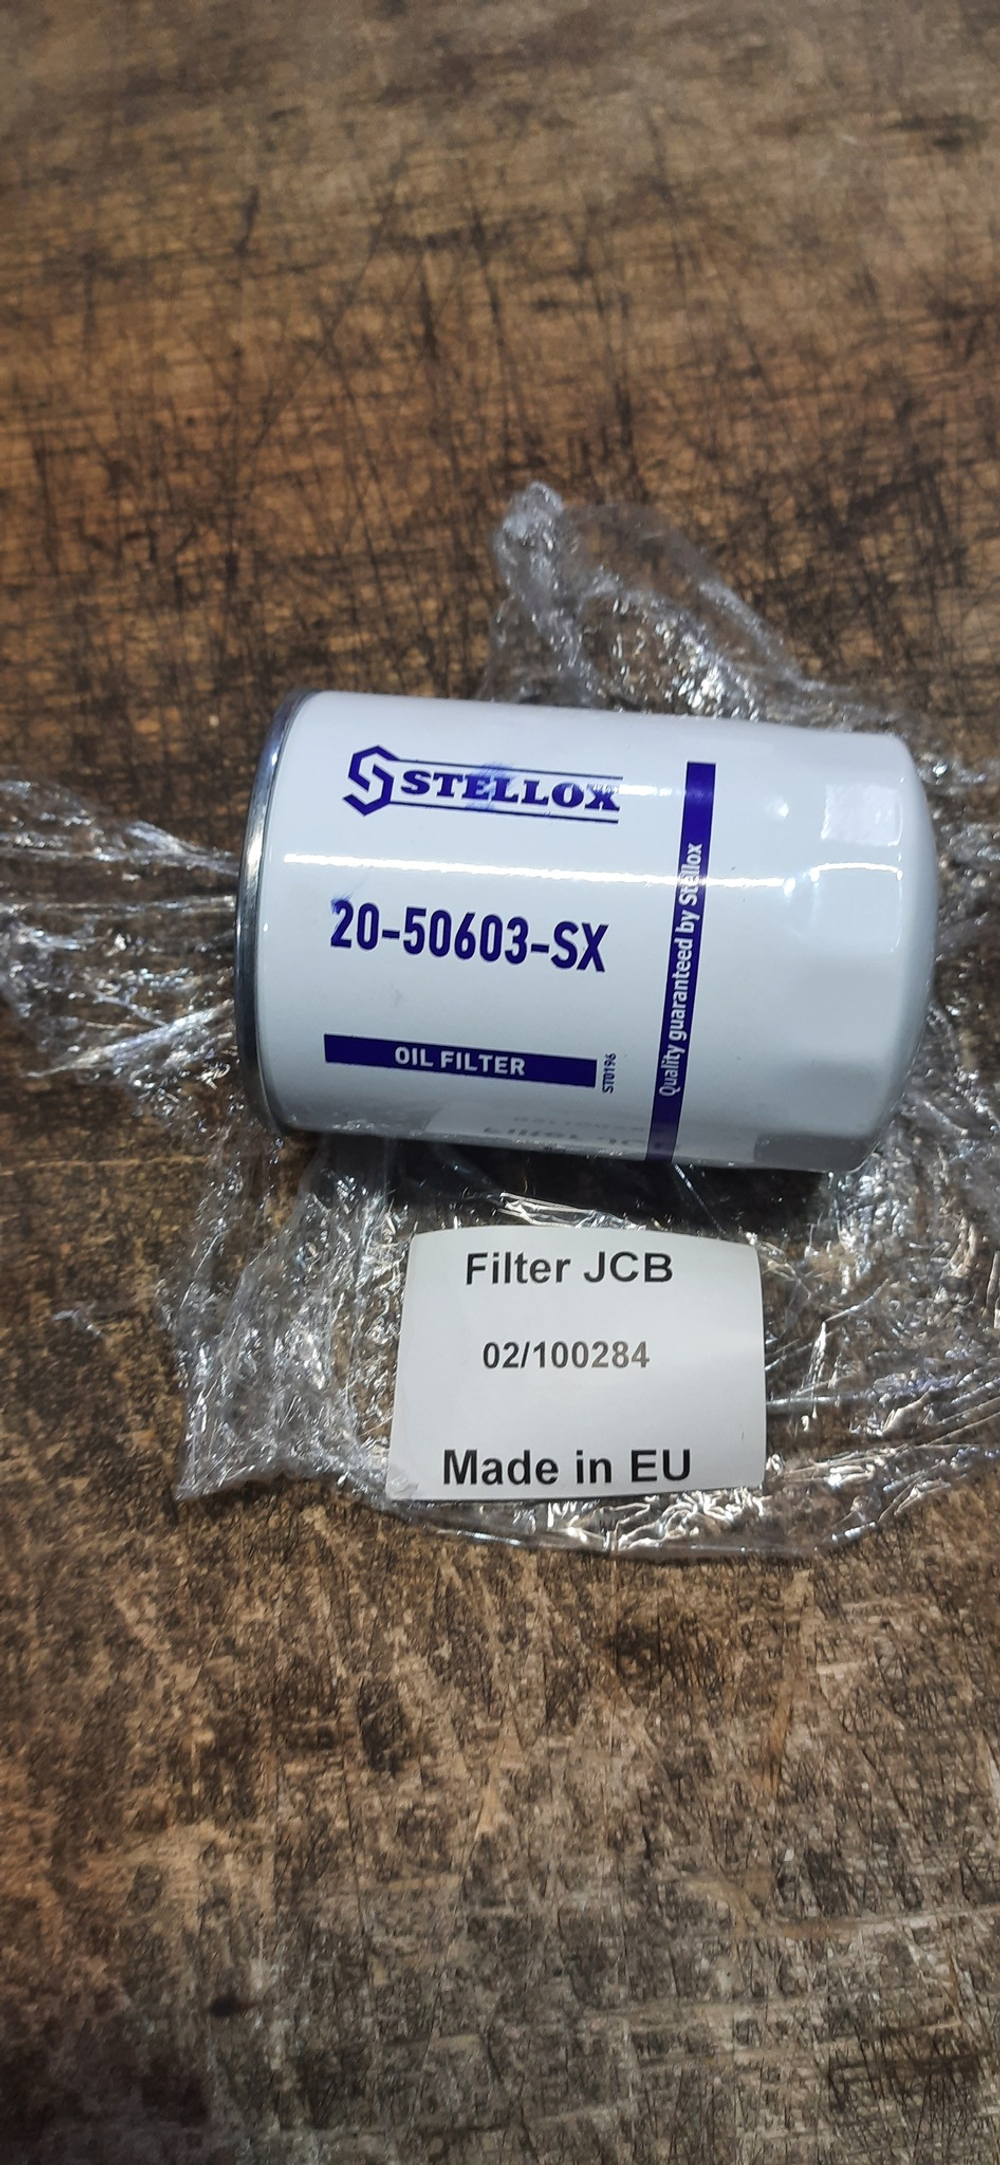 STELLOX
20-50603-SX
OIL FILTER
ST0196
Quality guaranteed by Stellox
Filter JCB
02/100284
Made in EU